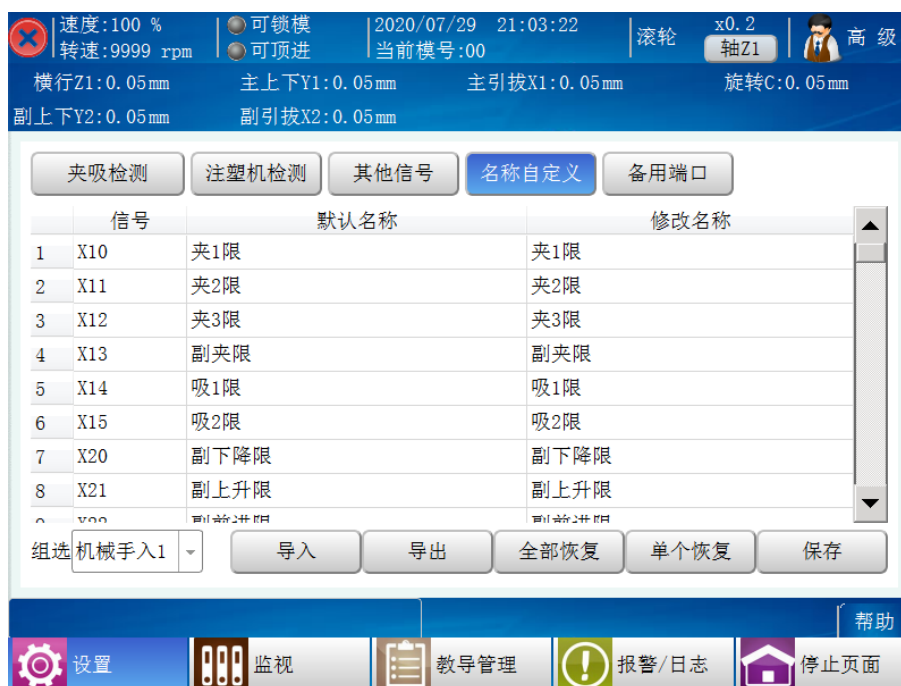 速度:100 % 可锁模 2020/07/29 21:03:22 滚轮 x0.2 高 级
转速:9999 rpm 可顶进 当前模号:00 轴Z1
横行Z1:0.05mm 主上下Y1:0.05mm 主引拔X1:0.05mm 旋转C:0.05mm
副上下Y2:0.05mm 副引拔X2:0.05mm
夹吸检测 注塑机检测 其他信号 名称自定义 备用端口
信号 默认名称 修改名称
1 X10 夹1限 夹1限
2 X11 夹2限 夹2限
3 X12 夹3限 夹3限
4 X13 副夹限 副夹限
5 X14 吸1限 吸1限
6 X15 吸2限 吸2限
7 X20 副下降限 副下降限
8 X21 副上升限 副上升限
组选 机械手入1 导入 导出 全部恢复 单个恢复 保存
帮助
设置 监视 教导管理 报警/日志 停止页面